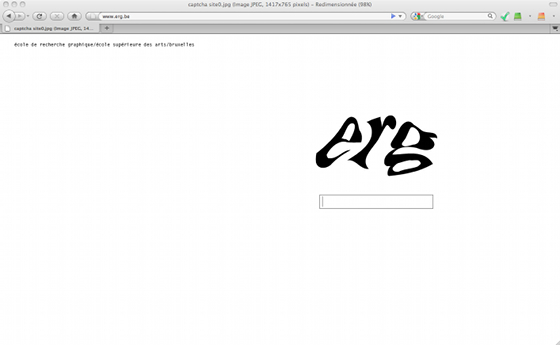 captcha site0.jpg (Image JPEG, 1417x765 pixels) – Redimensionnée (98%)
www.erg.be
Google
captcha site0.jpg (Image JPEG, 14...
école de recherche graphique/école supérieure des arts/bruxelles
erg